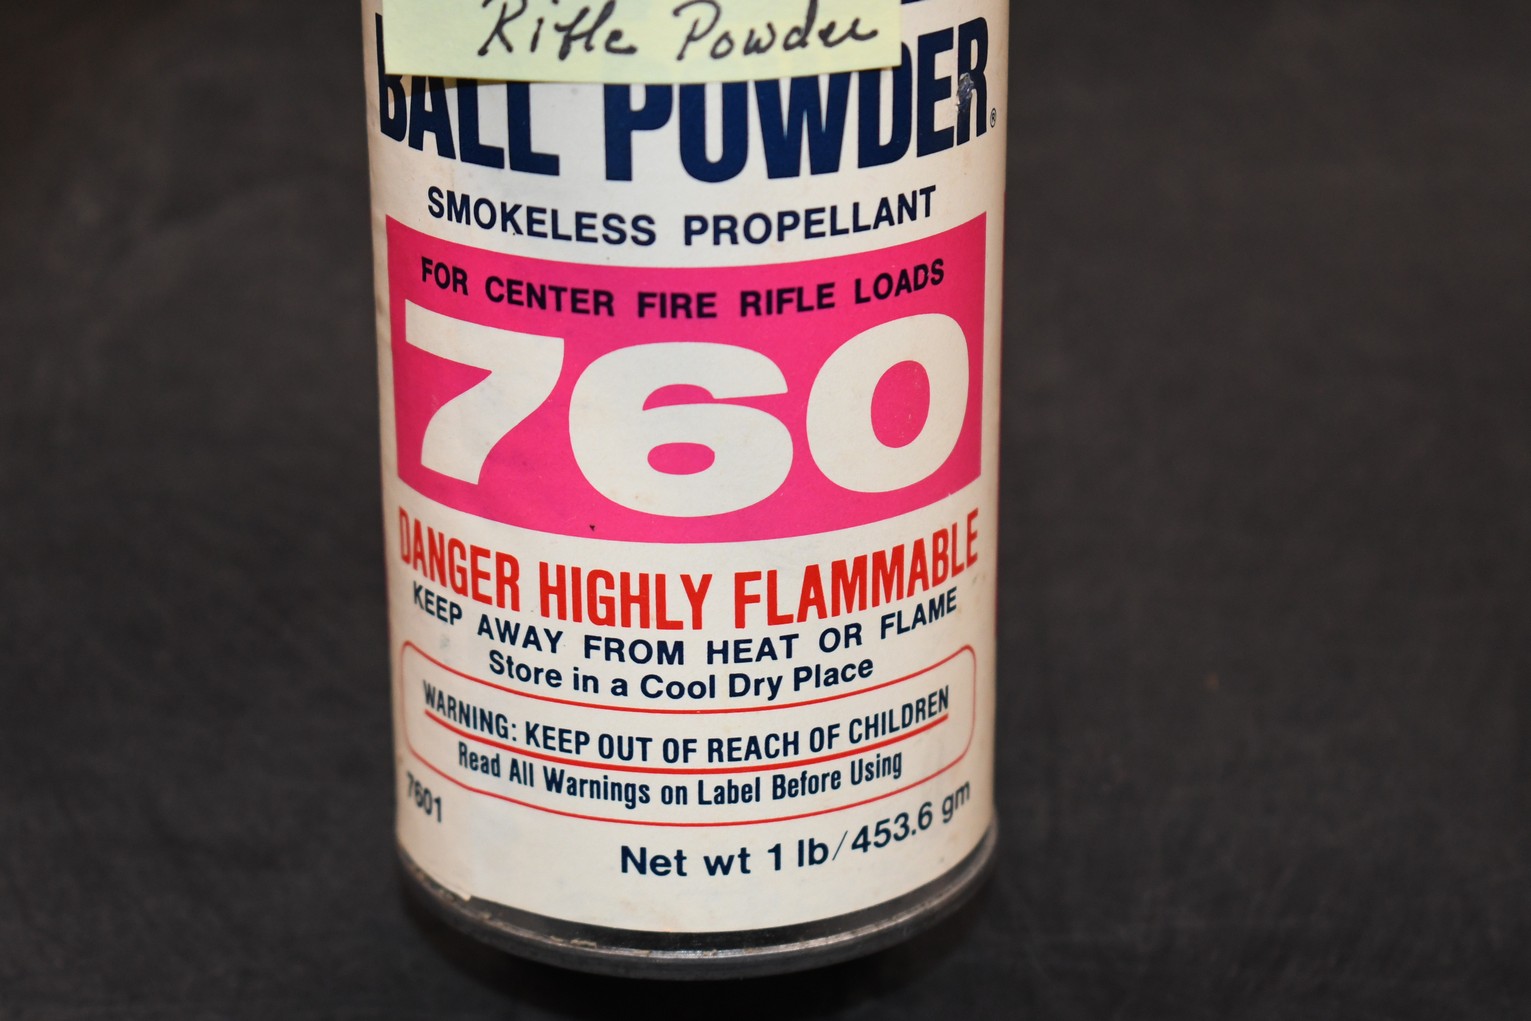 Rifle Powder
BALL POWDER®
SMOKELESS PROPELLANT
FOR CENTER FIRE RIFLE LOADS
760
DANGER HIGHLY FLAMMABLE
KEEP AWAY FROM HEAT OR FLAME
Store in a Cool Dry Place
WARNING: KEEP OUT OF REACH OF CHILDREN
Read All Warnings on Label Before Using
7601
Net wt 1 lb/453.6 gm